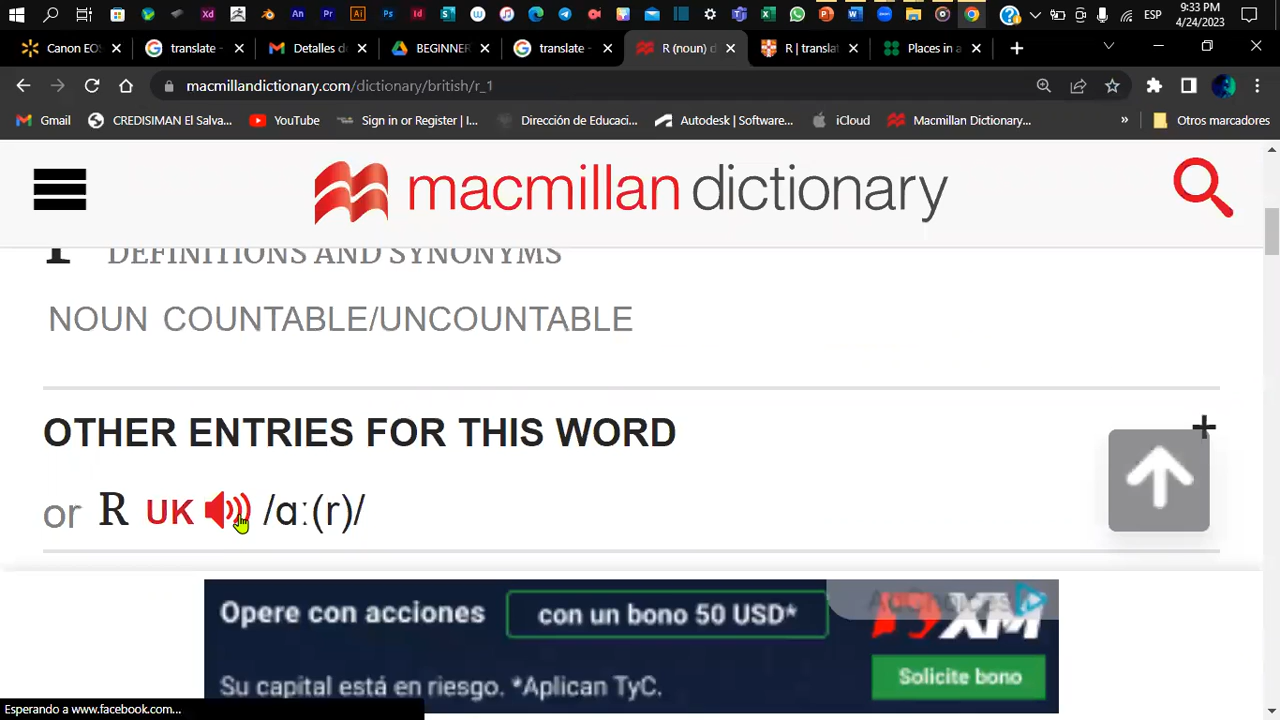 9:33 PM
ESP
4/24/2023
Carrito EOS
translate -
Detalles de
BEGINNER
translate -
R (noun) d
R | translat
Places in a
macmillandictionary.com/dictionary/british/r_1
Gmail
CREDISIMAN El Salva...
YouTube
Sign in or Register | I...
Dirección de Educaci...
Autodesk | Software...
iCloud
Macmillan Dictionary...
»
Otros marcadores
macmillan dictionary
DEFINITIONS AND SYNONYMS
NOUN COUNTABLE/UNCOUNTABLE
OTHER ENTRIES FOR THIS WORD
+
or R UK /ɑː(r)/
Opere con acciones
con un bono 50 USD*
XM
Su capital está en riesgo. *Aplican TyC.
Solicite bono
Esperando a www.facebook.com...